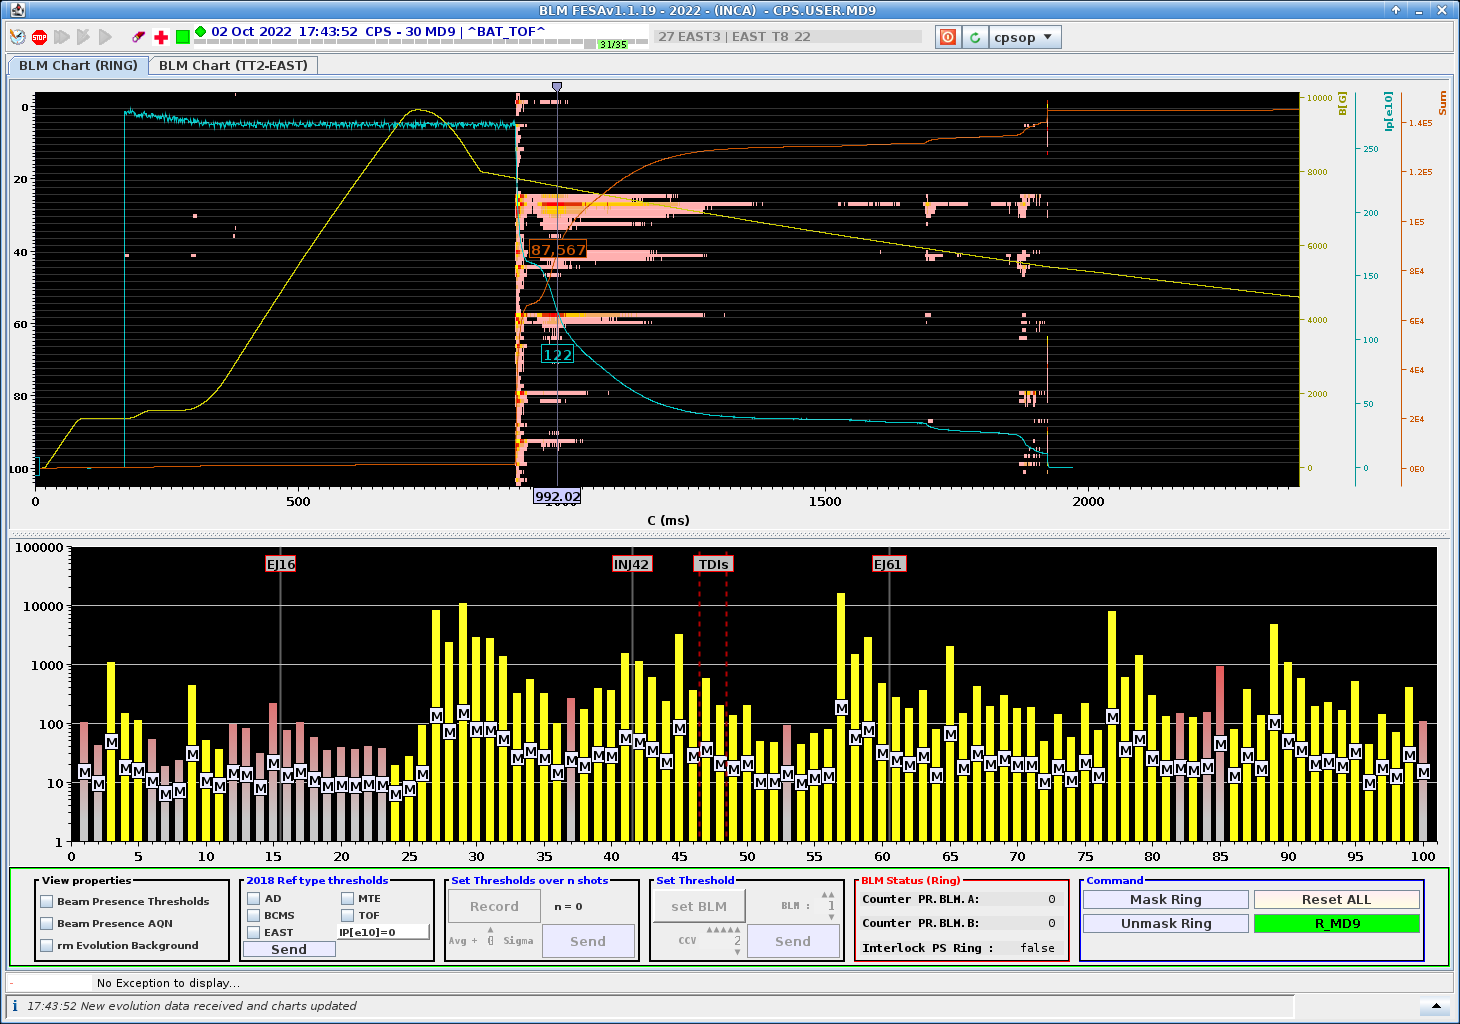 BLM FESAv1.1.19 - 2022 - (INCA) - CPS.USER.MD9
STOP
02 Oct 2022 17:43:52 CPS - 30 MD9 | ^BAT_TOF^
31/35
27 EAST3 | EAST_T8_22
cpsop
BLM Chart (RING)
BLM Chart (TT2-EAST)
0
20
40
60
80
100
87,567
122
992.02
0
500
1000
1500
2000
C (ms)
10000
8000
6000
4000
2000
0
B[G]
250
200
150
100
50
0
Ip[e10]
1.4E5
1.2E5
1E5
8E4
6E4
4E4
2E4
0E0
Sum
100000
10000
1000
100
10
1
EJ16
INJ42
TDIs
EJ61
M
0 5 10 15 20 25 30 35 40 45 50 55 60 65 70 75 80 85 90 95 100
View properties
Beam Presence Thresholds
Beam Presence AQN
rm Evolution Background
2018 Ref type thresholds
AD
MTE
BCMS
TOF
EAST
IP[e10]=0
Send
Set Thresholds over n shots
Record
n = 0
Avg + 0 Sigma
Send
Set Threshold
set BLM
BLM : 1
CCV 2
Send
BLM Status (Ring)
Counter PR.BLM.A: 0
Counter PR.BLM.B: 0
Interlock PS Ring : false
Command
Mask Ring
Reset ALL
Unmask Ring
R_MD9
-
No Exception to display...
17:43:52 New evolution data received and charts updated